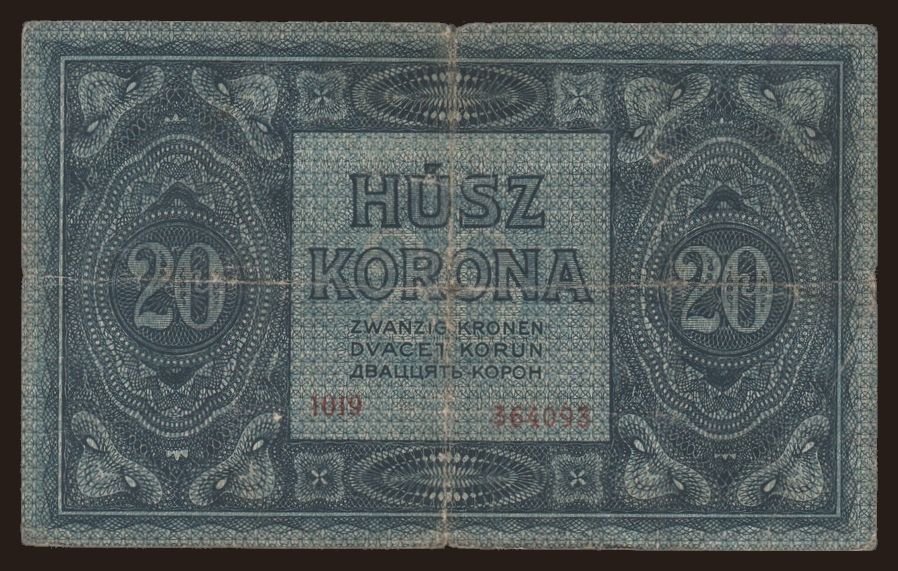 HÚSZ
KORONA
20
20
ZWANZIG KRONEN
DVACET KORUN
ДВАЦЦЯТЬ КОРОН
1019
364093